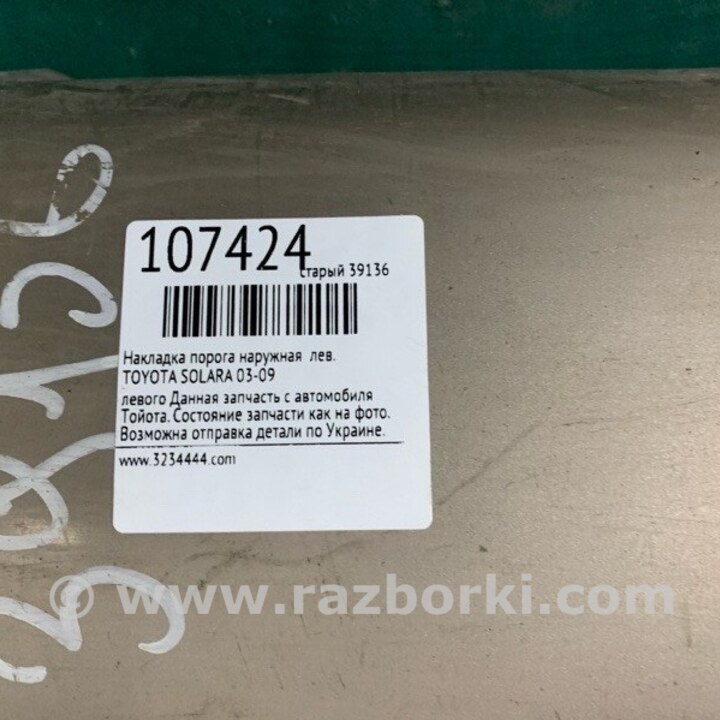 107424
старый 39136
Накладка порога наружная лев.
TOYOTA SOLARA 03-09
левого Данная запчасть с автомобиля
Тойота. Состояние запчасти как на фото.
Возможна отправка детали по Украине.
www.3234444.com
39136
© www.razborki.com